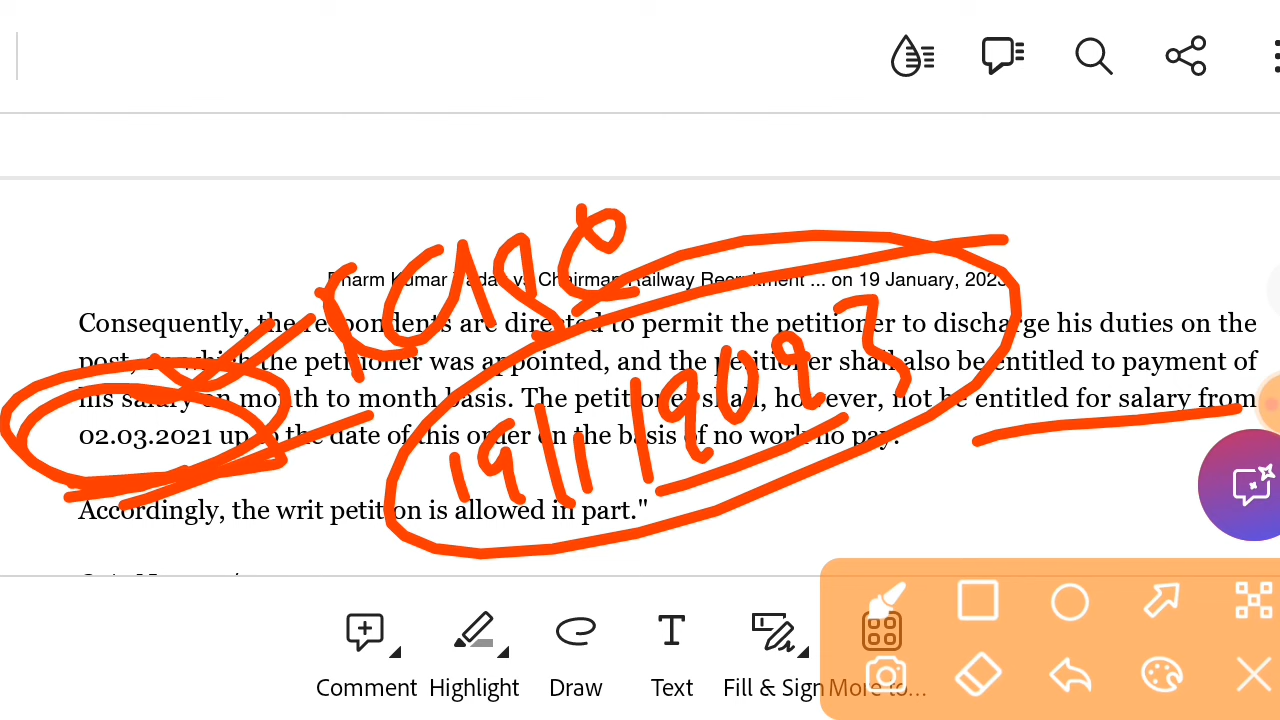 Dharm Kumar Yadav vs Chairman Railway Recruitment ... on 19 January, 2023
CASE
Consequently, the respondents are directed to permit the petitioner to discharge his duties on the
post, on which the petitioner was appointed, and the petitioner shall also be entitled to payment of
his salary on month to month basis. The petitioner shall, however, not be entitled for salary from
02.03.2021 up to the date of this order on the basis of no work no pay.
Accordingly, the writ petition is allowed in part."
Comment Highlight Draw Text Fill & Sign More to...